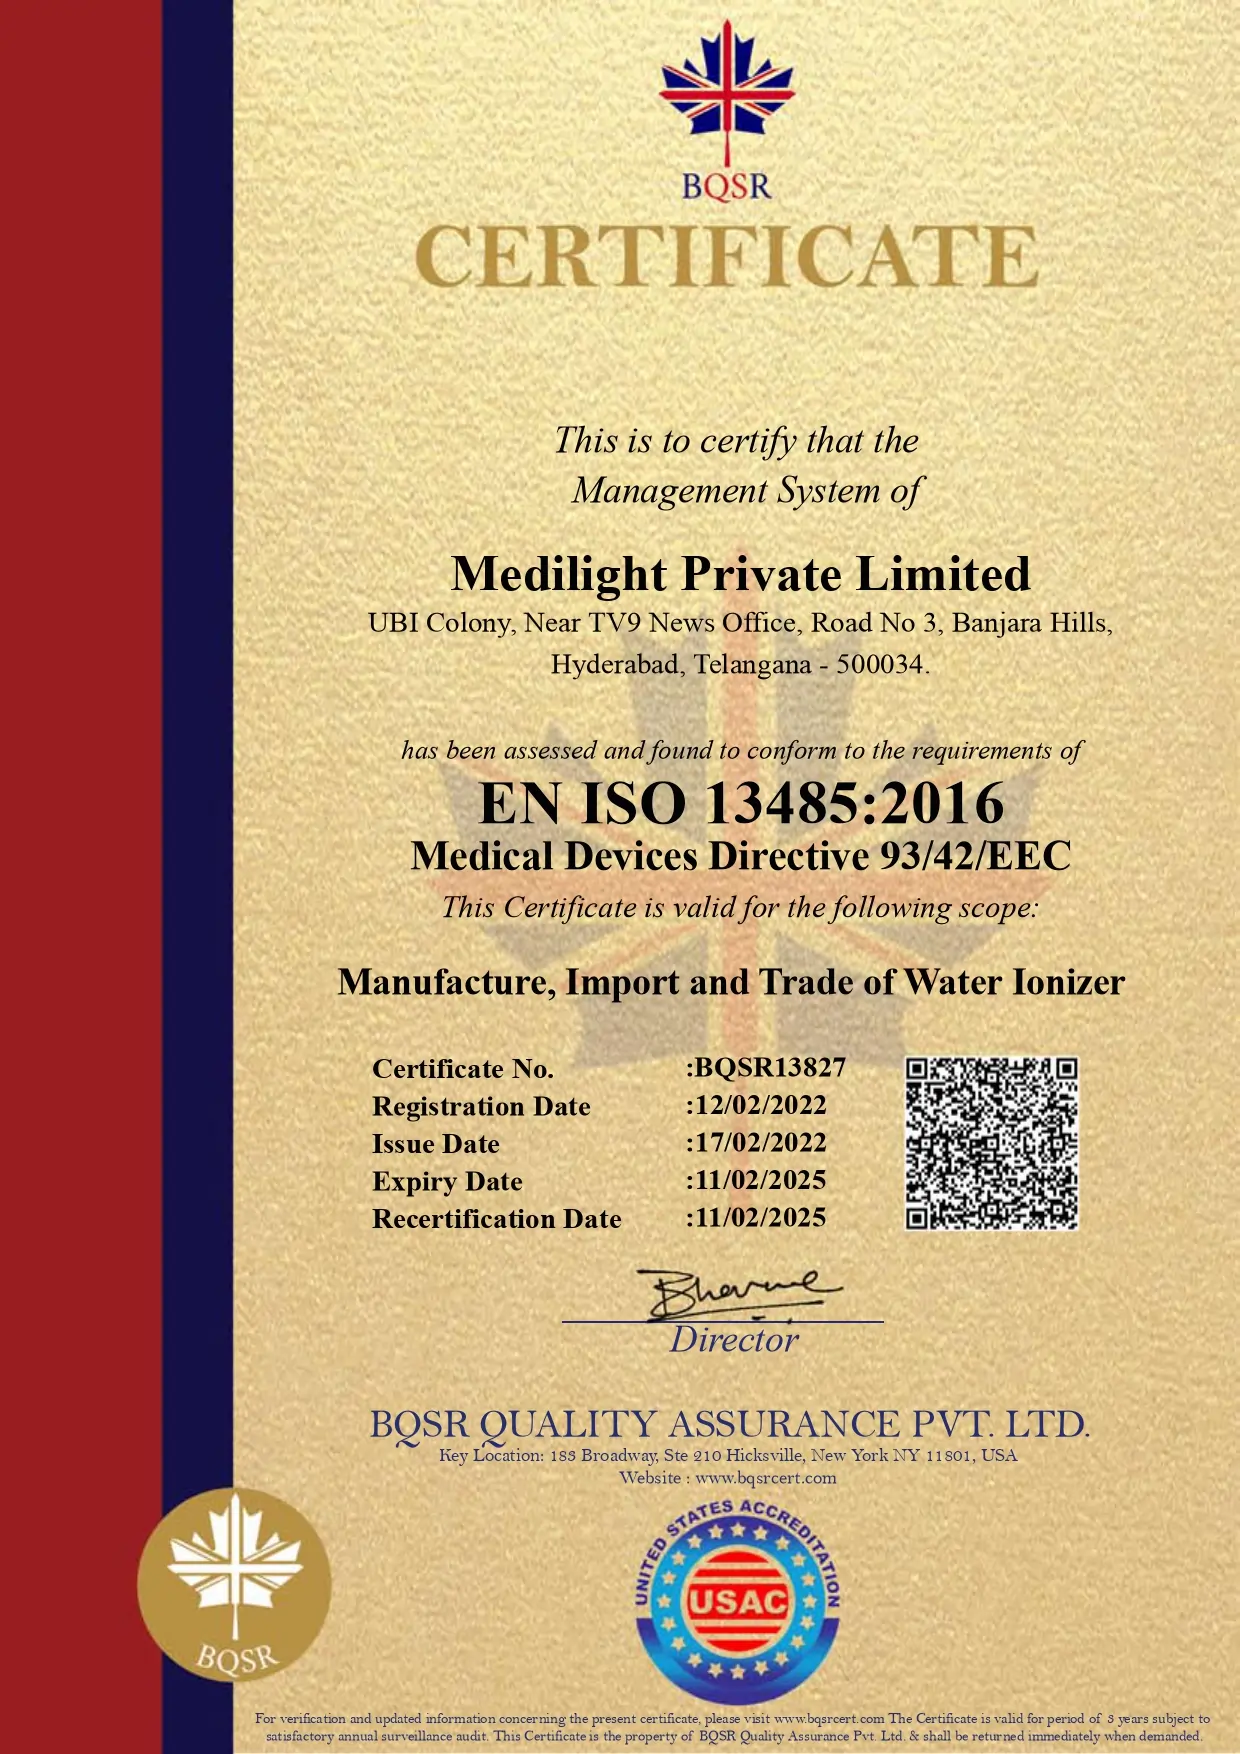 BQSR
CERTIFICATE
This is to certify that the
Management System of
Medilight Private Limited
UBI Colony, Near TV9 News Office, Road No 3, Banjara Hills,
Hyderabad, Telangana - 500034.
has been assessed and found to conform to the requirements of
EN ISO 13485:2016
Medical Devices Directive 93/42/EEC
This Certificate is valid for the following scope:
Manufacture, Import and Trade of Water Ionizer
Certificate No. :BQSR13827
Registration Date :12/02/2022
Issue Date :17/02/2022
Expiry Date :11/02/2025
Recertification Date :11/02/2025
Director
BQSR QUALITY ASSURANCE PVT. LTD.
Key Location: 183 Broadway, Ste 210 Hicksville, New York NY 11801, USA
Website : www.bqsrcert.com
UNITED STATES ACCREDITATION
USAC
BQSR
For verification and updated information concerning the present certificate, please visit www.bqsrcert.com The Certificate is valid for period of 3 years subject to
satisfactory annual surveillance audit. This Certificate is the property of BQSR Quality Assurance Pvt. Ltd. & shall be returned immediately when demanded.